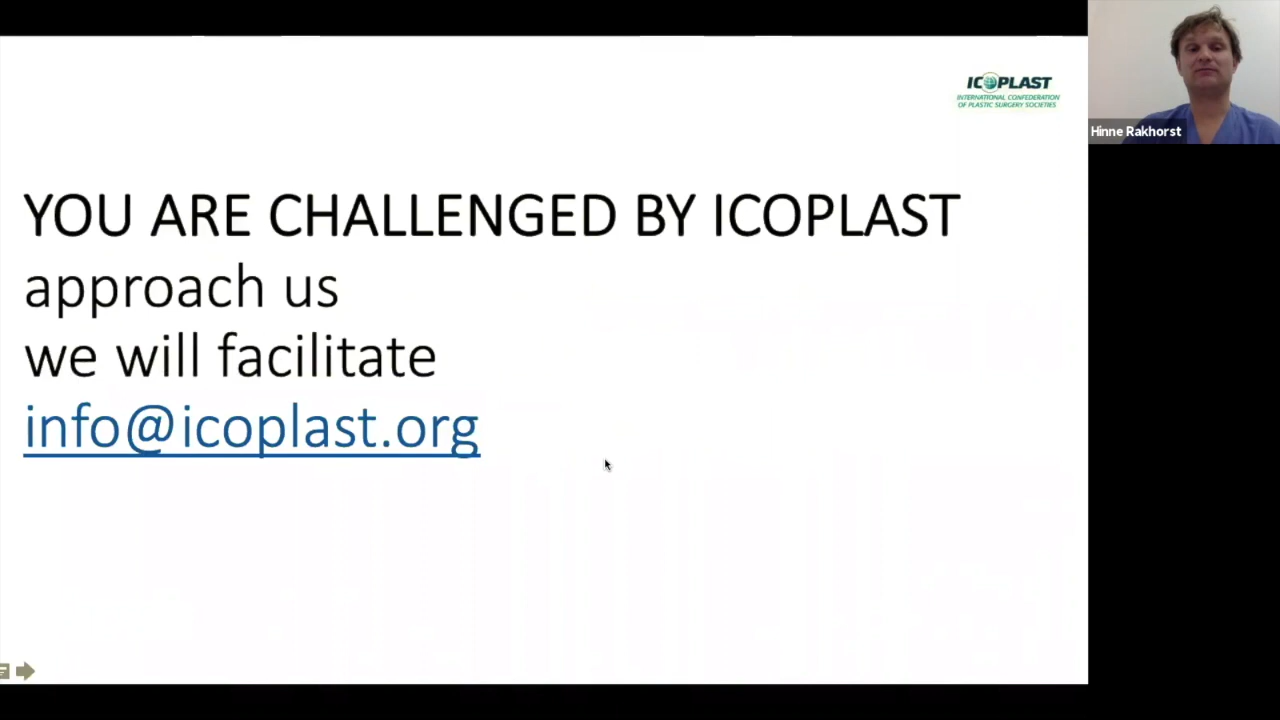 ICOPLAST
INTERNATIONAL CONFEDERATION
OF PLASTIC SURGERY SOCIETIES
Hinne Rakhorst
YOU ARE CHALLENGED BY ICOPLAST
approach us
we will facilitate
info@icoplast.org